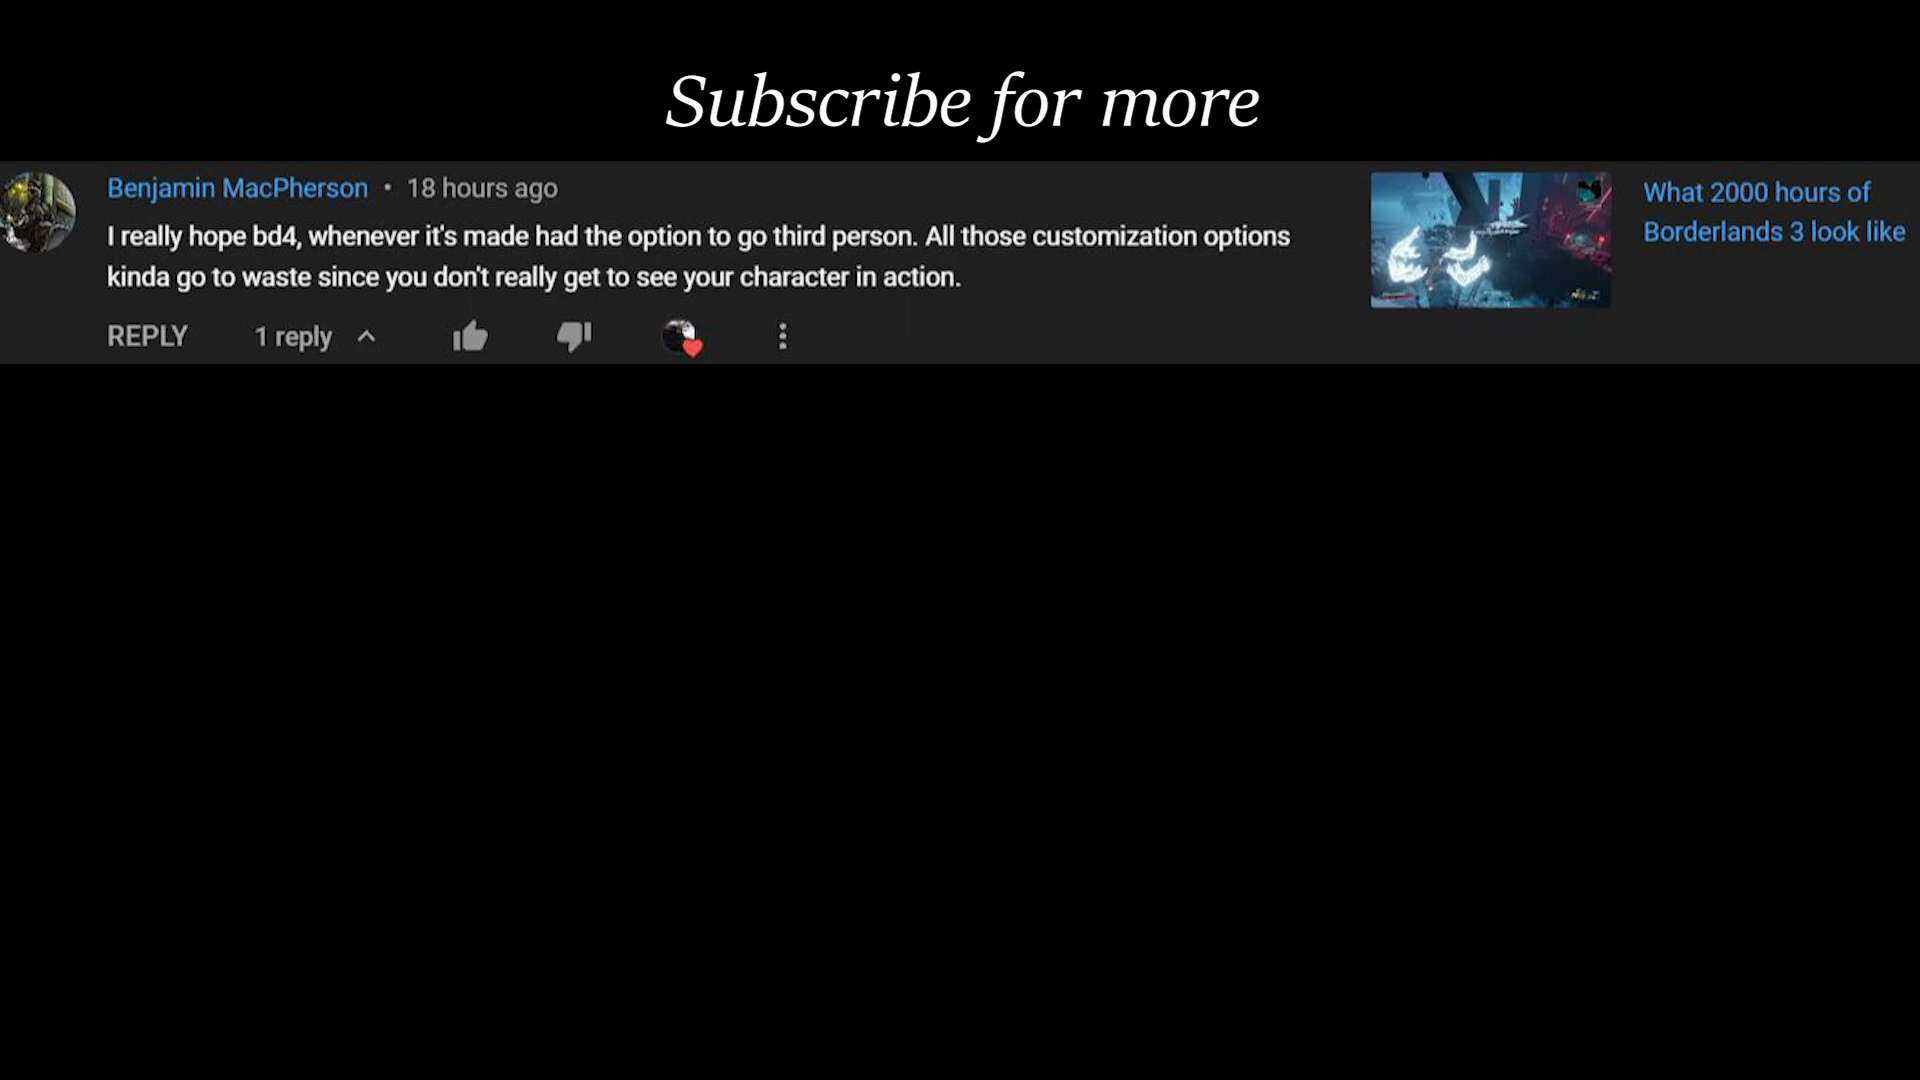 Subscribe for more
Benjamin MacPherson • 18 hours ago
I really hope bd4, whenever it's made had the option to go third person. All those customization options
kinda go to waste since you don't really get to see your character in action.
REPLY 1 reply
What 2000 hours of
Borderlands 3 look like